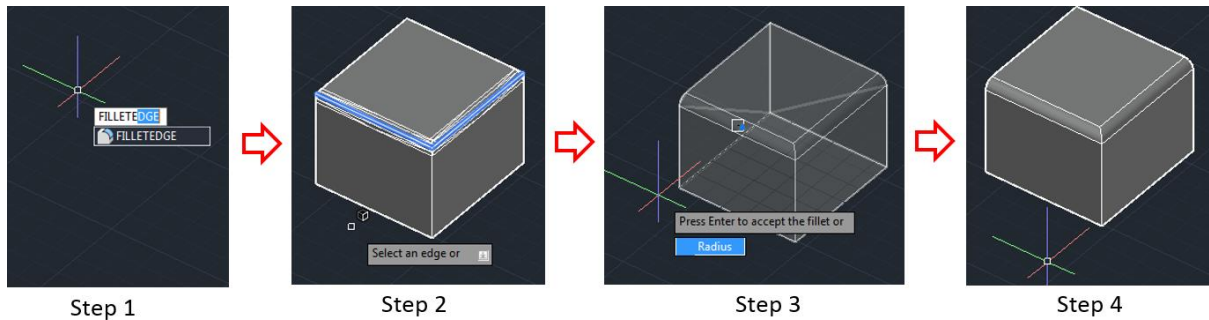 FILLETEDGE
FILLETEDGE
Select an edge or
Press Enter to accept the fillet or
Radius
Step 1
Step 2
Step 3
Step 4